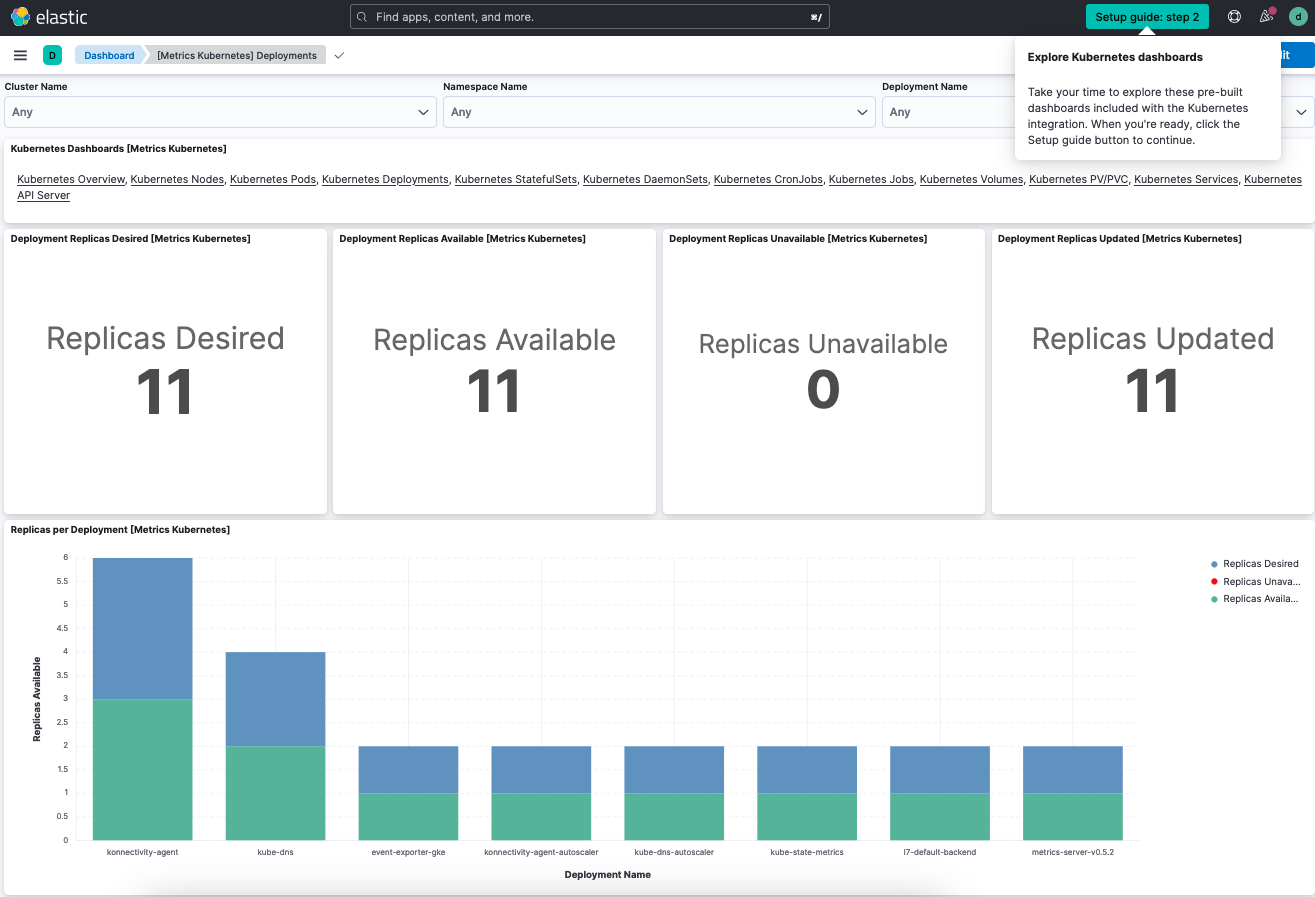 elastic
Find apps, content, and more.
⌘/
Setup guide: step 2
d
D
Dashboard
[Metrics Kubernetes] Deployments
it
Explore Kubernetes dashboards
Take your time to explore these pre-built
dashboards included with the Kubernetes
integration. When you're ready, click the
Setup guide button to continue.
Cluster Name
Any
Namespace Name
Any
Deployment Name
Any
Kubernetes Dashboards [Metrics Kubernetes]
Kubernetes Overview, Kubernetes Nodes, Kubernetes Pods, Kubernetes Deployments, Kubernetes StatefulSets, Kubernetes DaemonSets, Kubernetes CronJobs, Kubernetes Jobs, Kubernetes Volumes, Kubernetes PV/PVC, Kubernetes Services, Kubernetes
API Server
Deployment Replicas Desired [Metrics Kubernetes]
Replicas Desired
11
Deployment Replicas Available [Metrics Kubernetes]
Replicas Available
11
Deployment Replicas Unavailable [Metrics Kubernetes]
Replicas Unavailable
0
Deployment Replicas Updated [Metrics Kubernetes]
Replicas Updated
11
Replicas per Deployment [Metrics Kubernetes]
Replicas Available
6
5.5
5
4.5
4
3.5
3
2.5
2
1.5
1
0.5
0
konnectivity-agent
kube-dns
event-exporter-gke
konnectivity-agent-autoscaler
kube-dns-autoscaler
kube-state-metrics
l7-default-backend
metrics-server-v0.5.2
Deployment Name
Replicas Desired
Replicas Unava...
Replicas Availa...